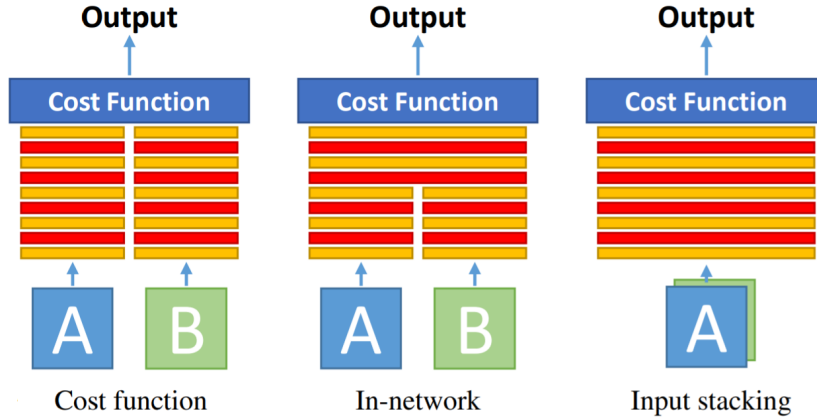 Output Output Output
Cost Function Cost Function Cost Function
A B A B A
Cost function In-network Input stacking